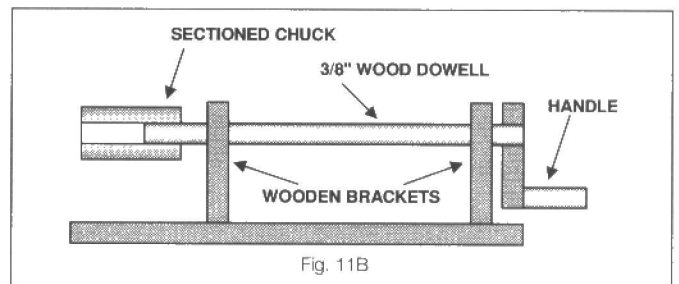 SECTIONED CHUCK
3/8" WOOD DOWELL
HANDLE
WOODEN BRACKETS
Fig. 11B